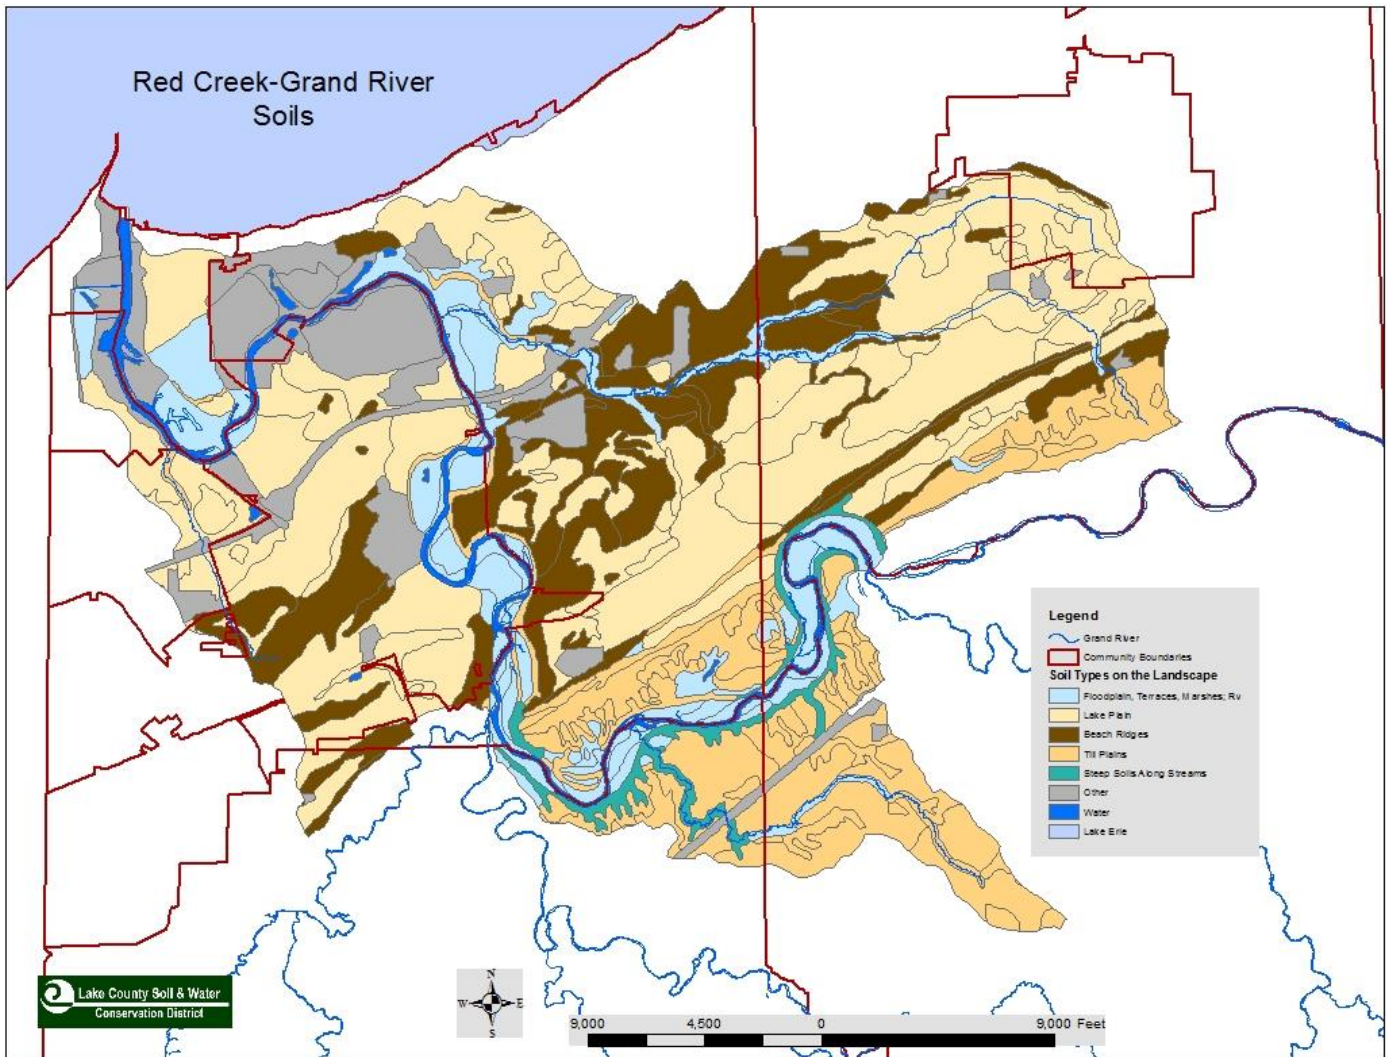 Red Creek-Grand River
Soils
Legend
Grand River
Community Boundaries
Soil Types on the Landscape
Floodplain, Terraces, Marshes; Rv
Lake Plain
Beach Ridges
Till Plains
Steep Soils Along Streams
Other
Water
Lake Erie
Lake County Soil & Water
Conservation District
N
W E
S
9,000 4,500 0 9,000 Feet